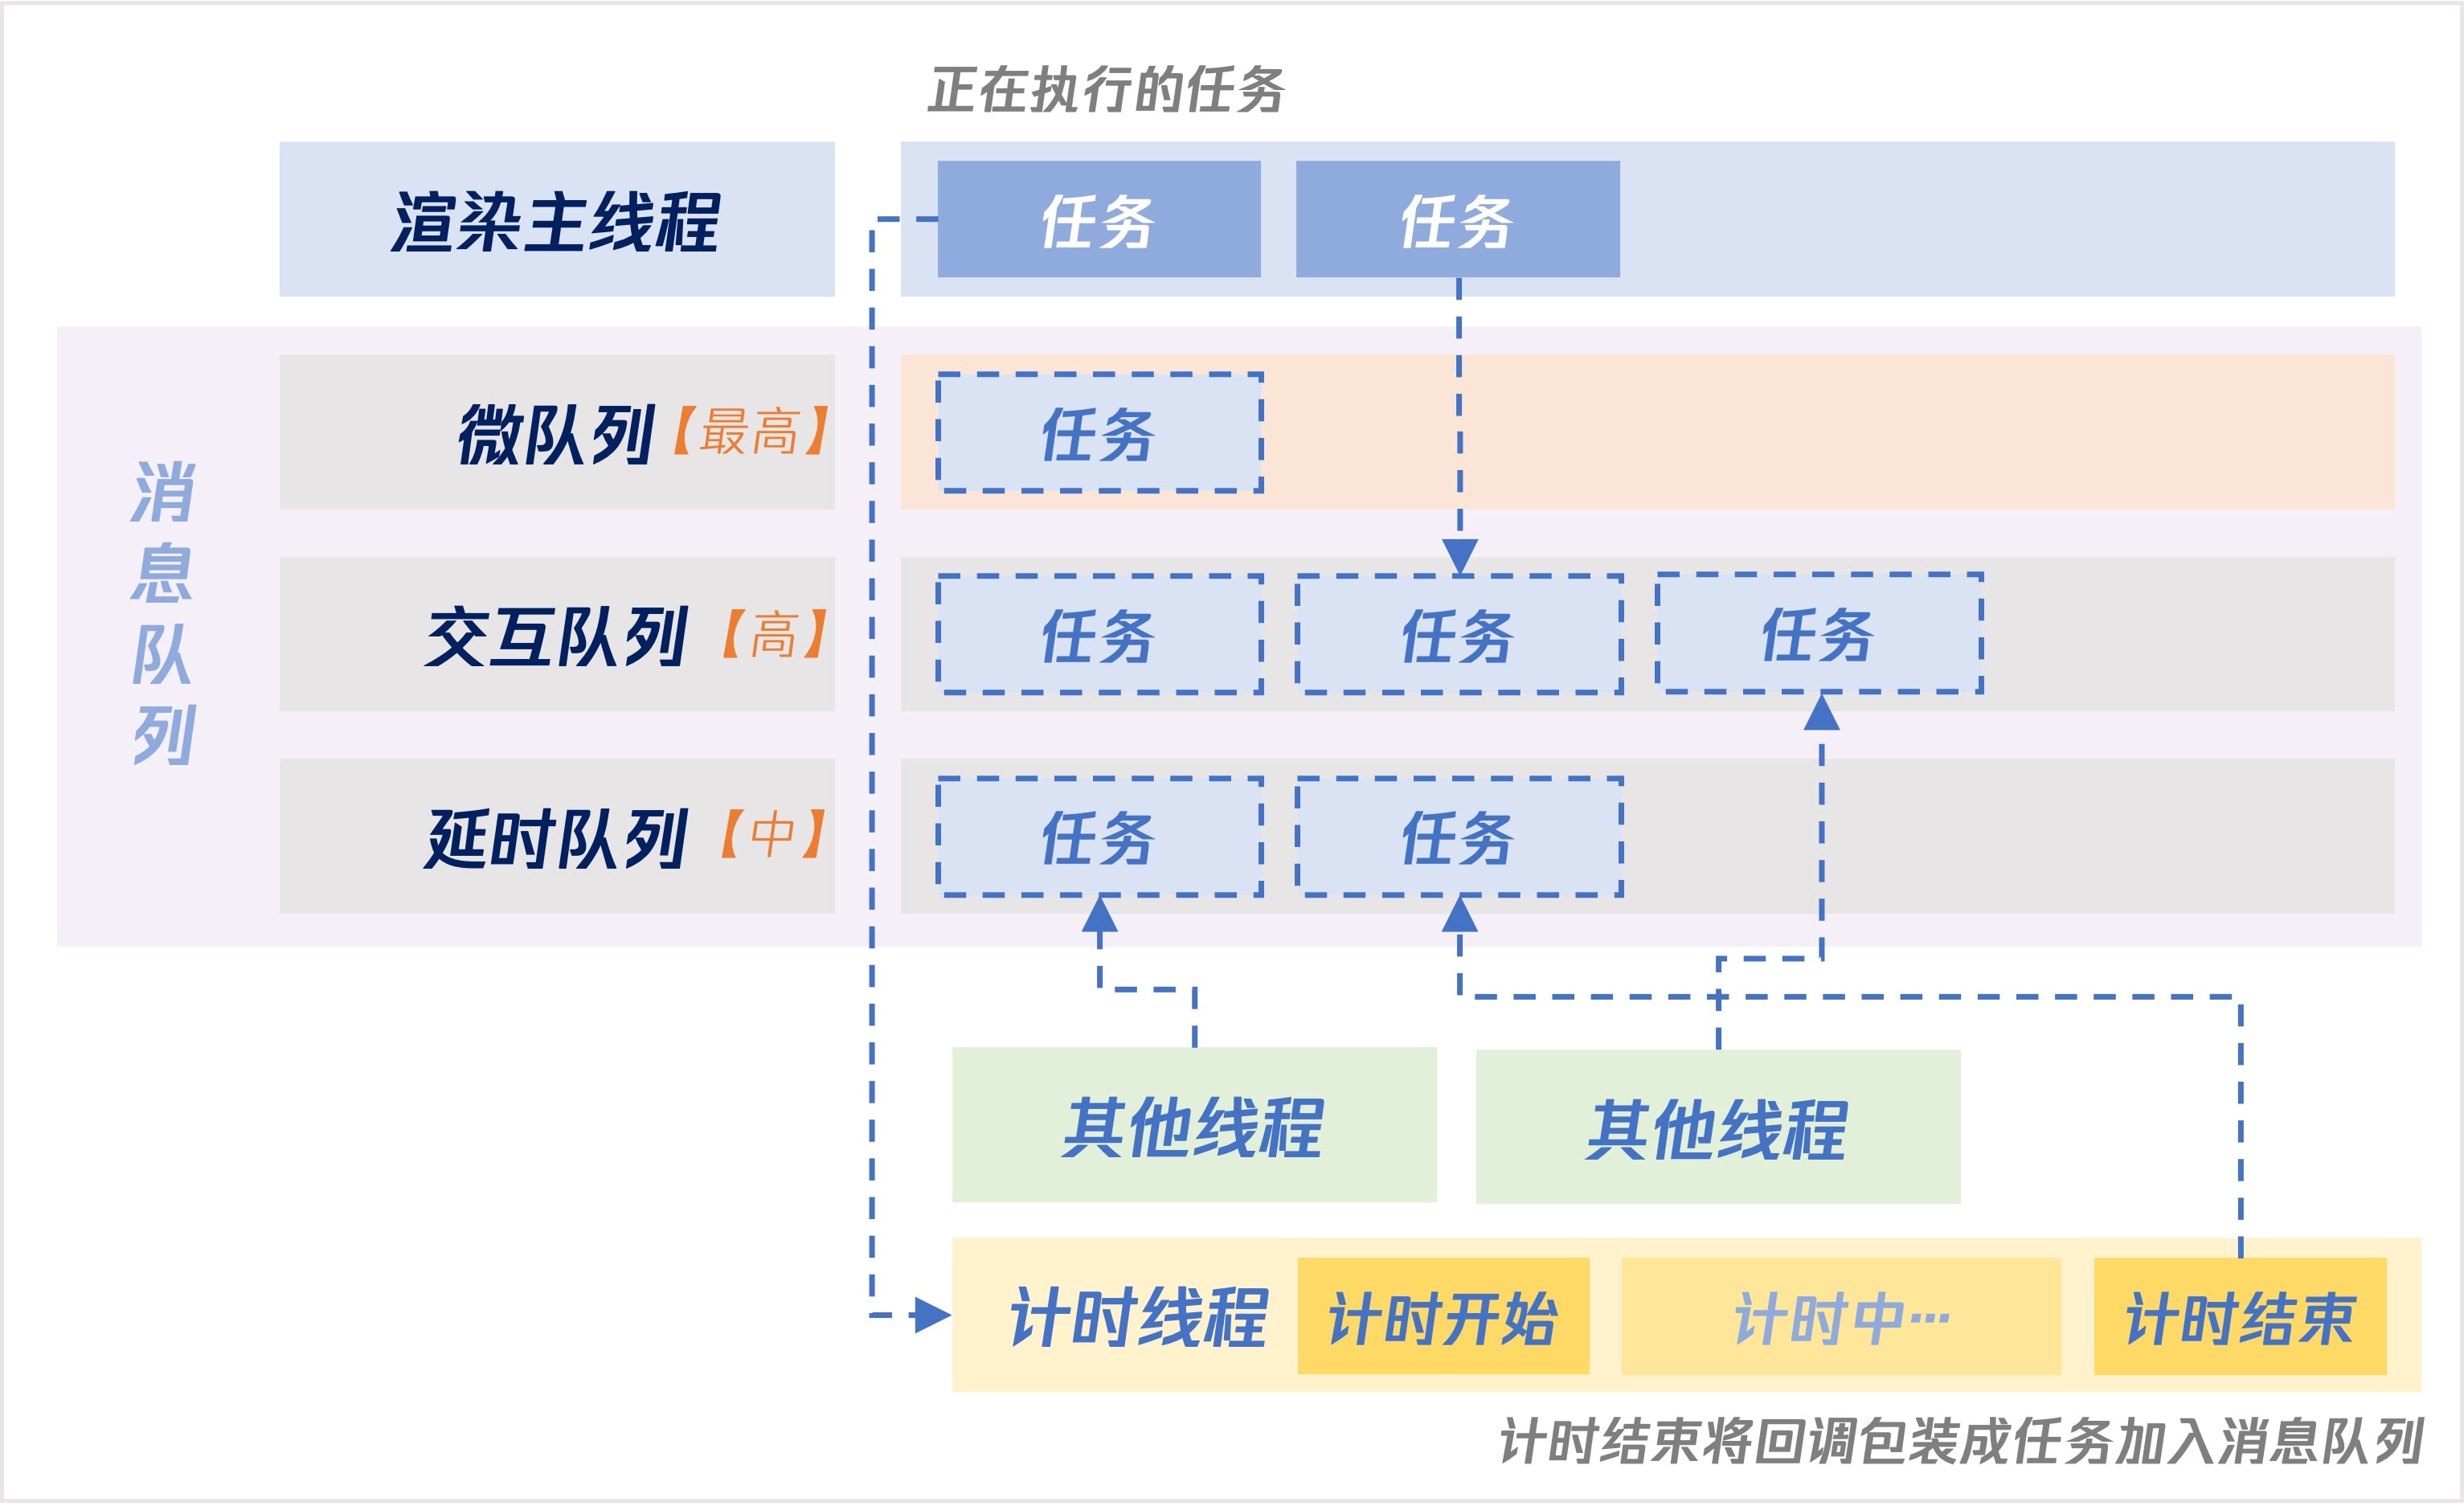 正在执行的任务
渲染主线程
任务 任务
消息队列
微队列【最高】
任务
交互队列【高】
任务 任务 任务
延时队列【中】
任务 任务
其他线程 其他线程
计时线程 计时开始 计时中… 计时结束
计时结束将回调包装成任务加入消息队列